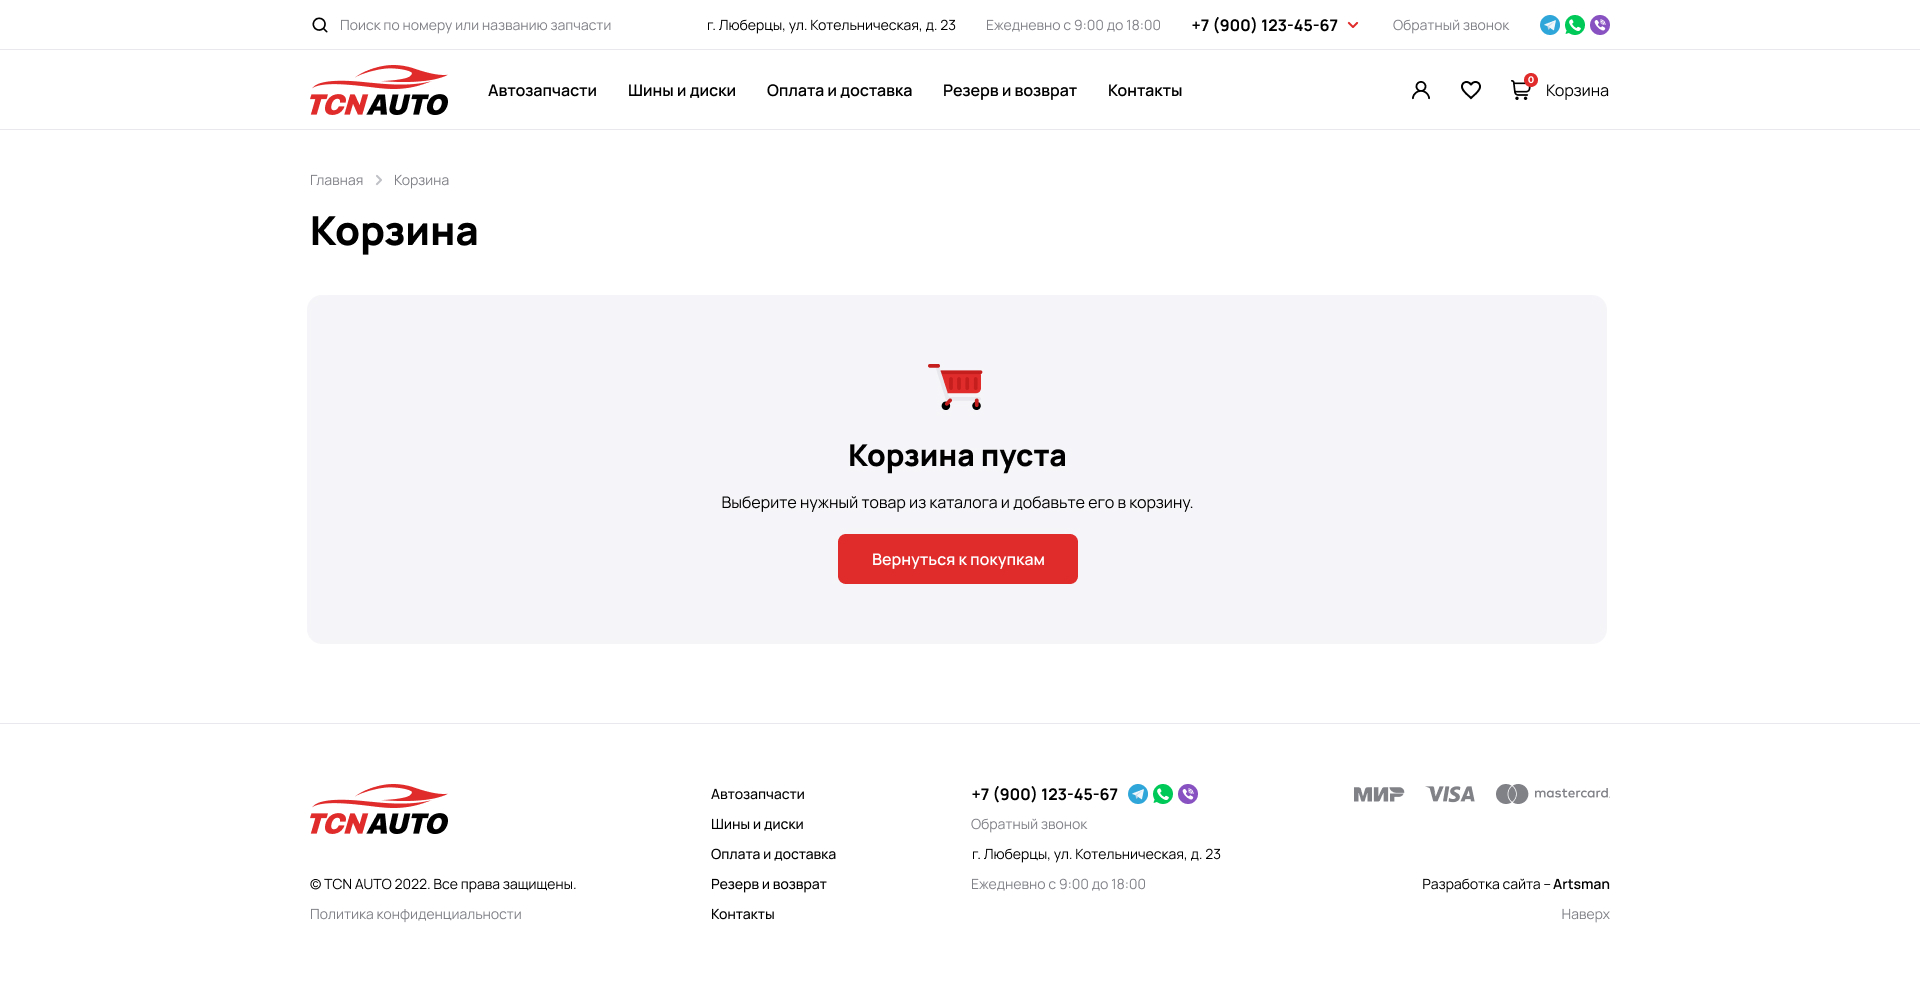 Поиск по номеру или названию запчасти
г. Люберцы, ул. Котельническая, д. 23
Ежедневно с 9:00 до 18:00
+7 (900) 123-45-67
Обратный звонок
TCNAUTO
Автозапчасти
Шины и диски
Оплата и доставка
Резерв и возврат
Контакты
0
Корзина
Главная
Корзина
Корзина
Корзина пуста
Выберите нужный товар из каталога и добавьте его в корзину.
Вернуться к покупкам
TCNAUTO
© TCN AUTO 2022. Все права защищены.
Политика конфиденциальности
Автозапчасти
Шины и диски
Оплата и доставка
Резерв и возврат
Контакты
+7 (900) 123-45-67
Обратный звонок
г. Люберцы, ул. Котельническая, д. 23
Ежедневно с 9:00 до 18:00
МИР
VISA
mastercard.
Разработка сайта – Artsman
Наверх